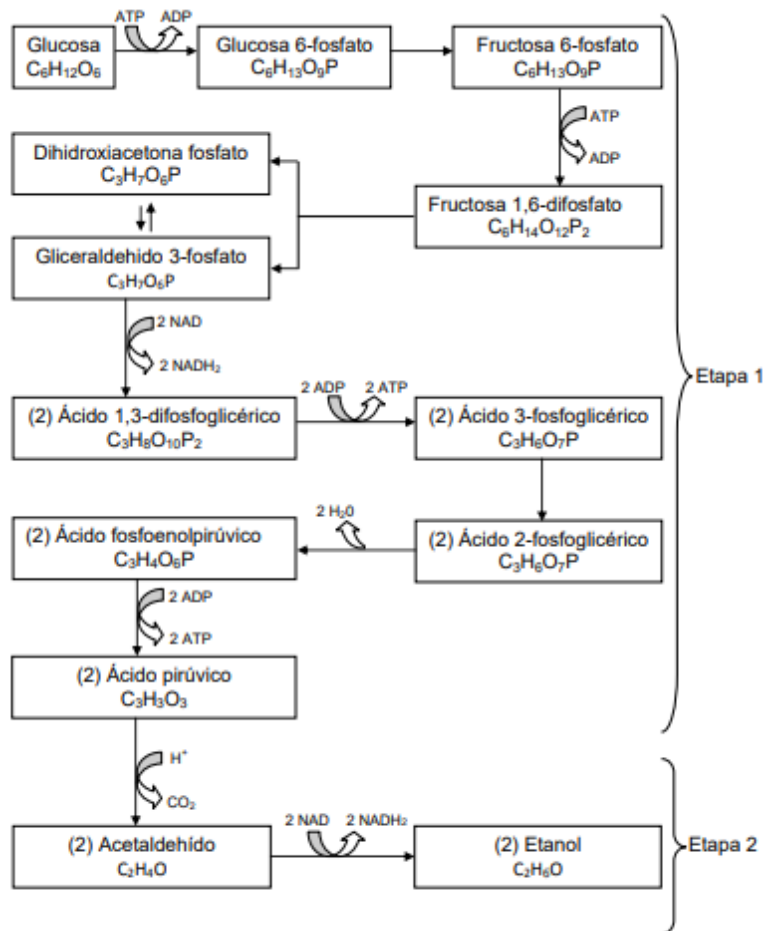 ATP ADP
Glucosa
C₆H₁₂O₆
Glucosa 6-fosfato
C₆H₁₃O₉P
Fructosa 6-fosfato
C₆H₁₃O₉P
ATP
ADP
Dihidroxiacetona fosfato
C₃H₇O₆P
Fructosa 1,6-difosfato
C₆H₁₄O₁₂P₂
Gliceraldehido 3-fosfato
C₃H₇O₆P
2 NAD
2 NADH₂
Etapa 1
(2) Ácido 1,3-difosfoglicérico
C₃H₈O₁₀P₂
2 ADP 2 ATP
(2) Ácido 3-fosfoglicérico
C₃H₆O₇P
(2) Ácido fosfoenolpirúvico
C₃H₄O₆P
2 H₂0
(2) Ácido 2-fosfoglicérico
C₃H₆O₇P
2 ADP
2 ATP
(2) Ácido pirúvico
C₃H₃O₃
H⁺
CO₂
(2) Acetaldehído
C₂H₄O
2 NAD 2 NADH₂
(2) Etanol
C₂H₆O
Etapa 2